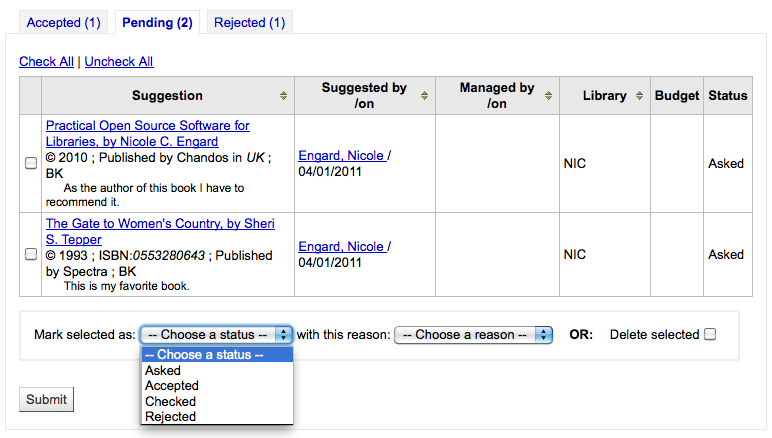 Accepted (1) Pending (2) Rejected (1)
Check All | Uncheck All
Suggestion
Suggested by
/on
Managed by
/on
Library
Budget
Status
Practical Open Source Software for
Libraries, by Nicole C. Engard
© 2010 ; Published by Chandos in UK ;
BK
As the author of this book I have to
recommend it.
Engard, Nicole /
04/01/2011
NIC
Asked
The Gate to Women's Country, by Sheri
S. Tepper
© 1993 ; ISBN:0553280643 ; Published
by Spectra ; BK
This is my favorite book.
Engard, Nicole /
04/01/2011
NIC
Asked
Mark selected as: -- Choose a status -- with this reason: -- Choose a reason -- OR: Delete selected
-- Choose a status --
Asked
Accepted
Checked
Rejected
Submit